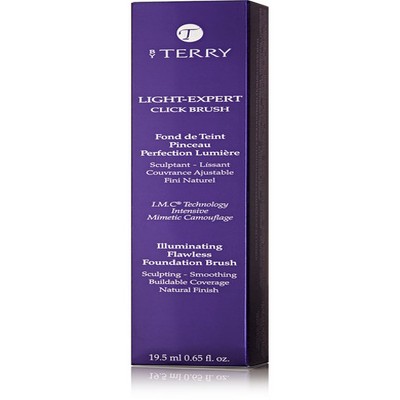 T
BY TERRY
LIGHT-EXPERT
CLICK BRUSH
Fond de Teint
Pinceau
Perfection Lumière
Sculptant - Lissant
Couvrance Ajustable
Fini Naturel
I.M.C® Technology
Intensive
Mimetic Camouflage
Illuminating
Flawless
Foundation Brush
Sculpting - Smoothing
Buildable Coverage
Natural Finish
19.5 ml 0.65 fl. oz.